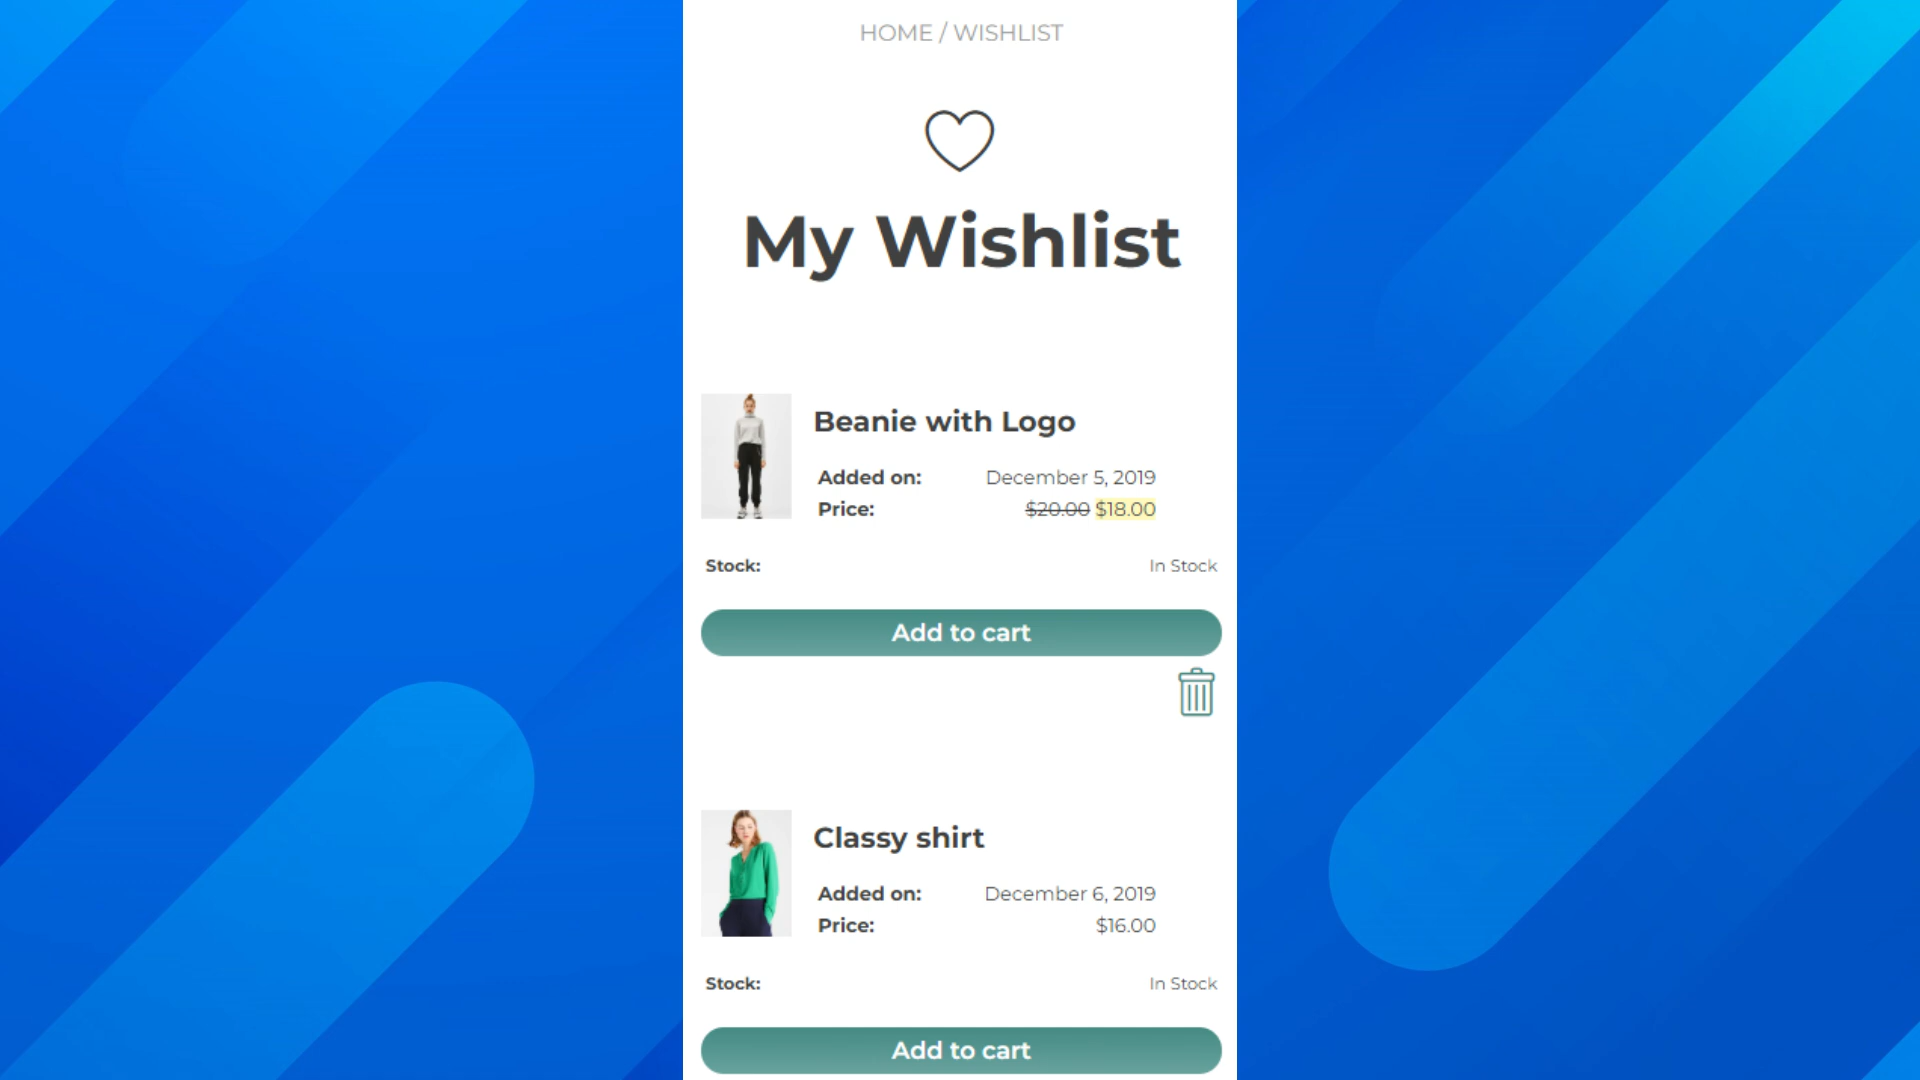 HOME / WISHLIST
My Wishlist
Beanie with Logo
Added on: December 5, 2019
Price: $20.00 $18.00
Stock: In Stock
Add to cart
Classy shirt
Added on: December 6, 2019
Price: $16.00
Stock: In Stock
Add to cart